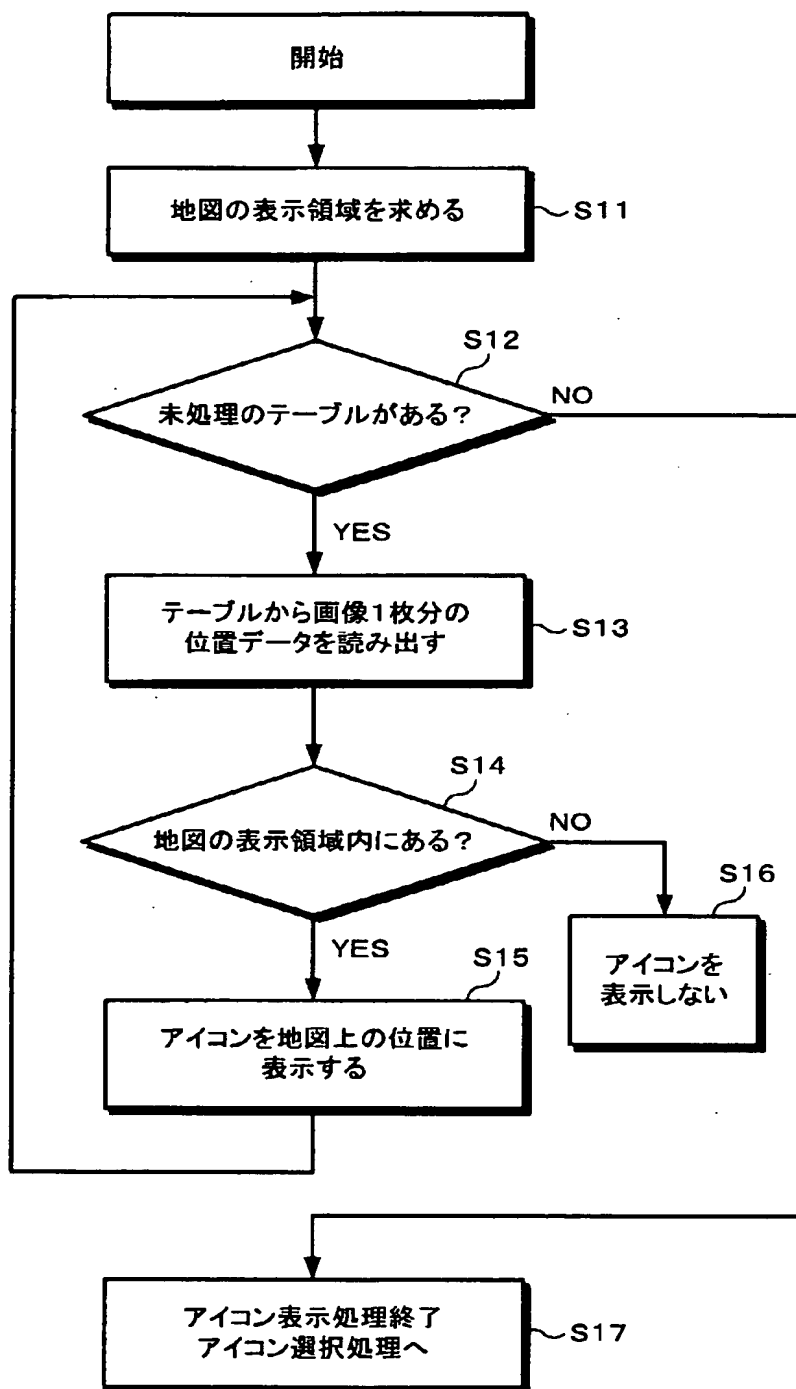 開始
地図の表示領域を求める
S11
S12
未処理のテーブルがある?
NO
YES
テーブルから画像1枚分の
位置データを読み出す
S13
S14
地図の表示領域内にある?
NO
YES
S16
アイコンを
表示しない
S15
アイコンを地図上の位置に
表示する
アイコン表示処理終了
アイコン選択処理へ
S17